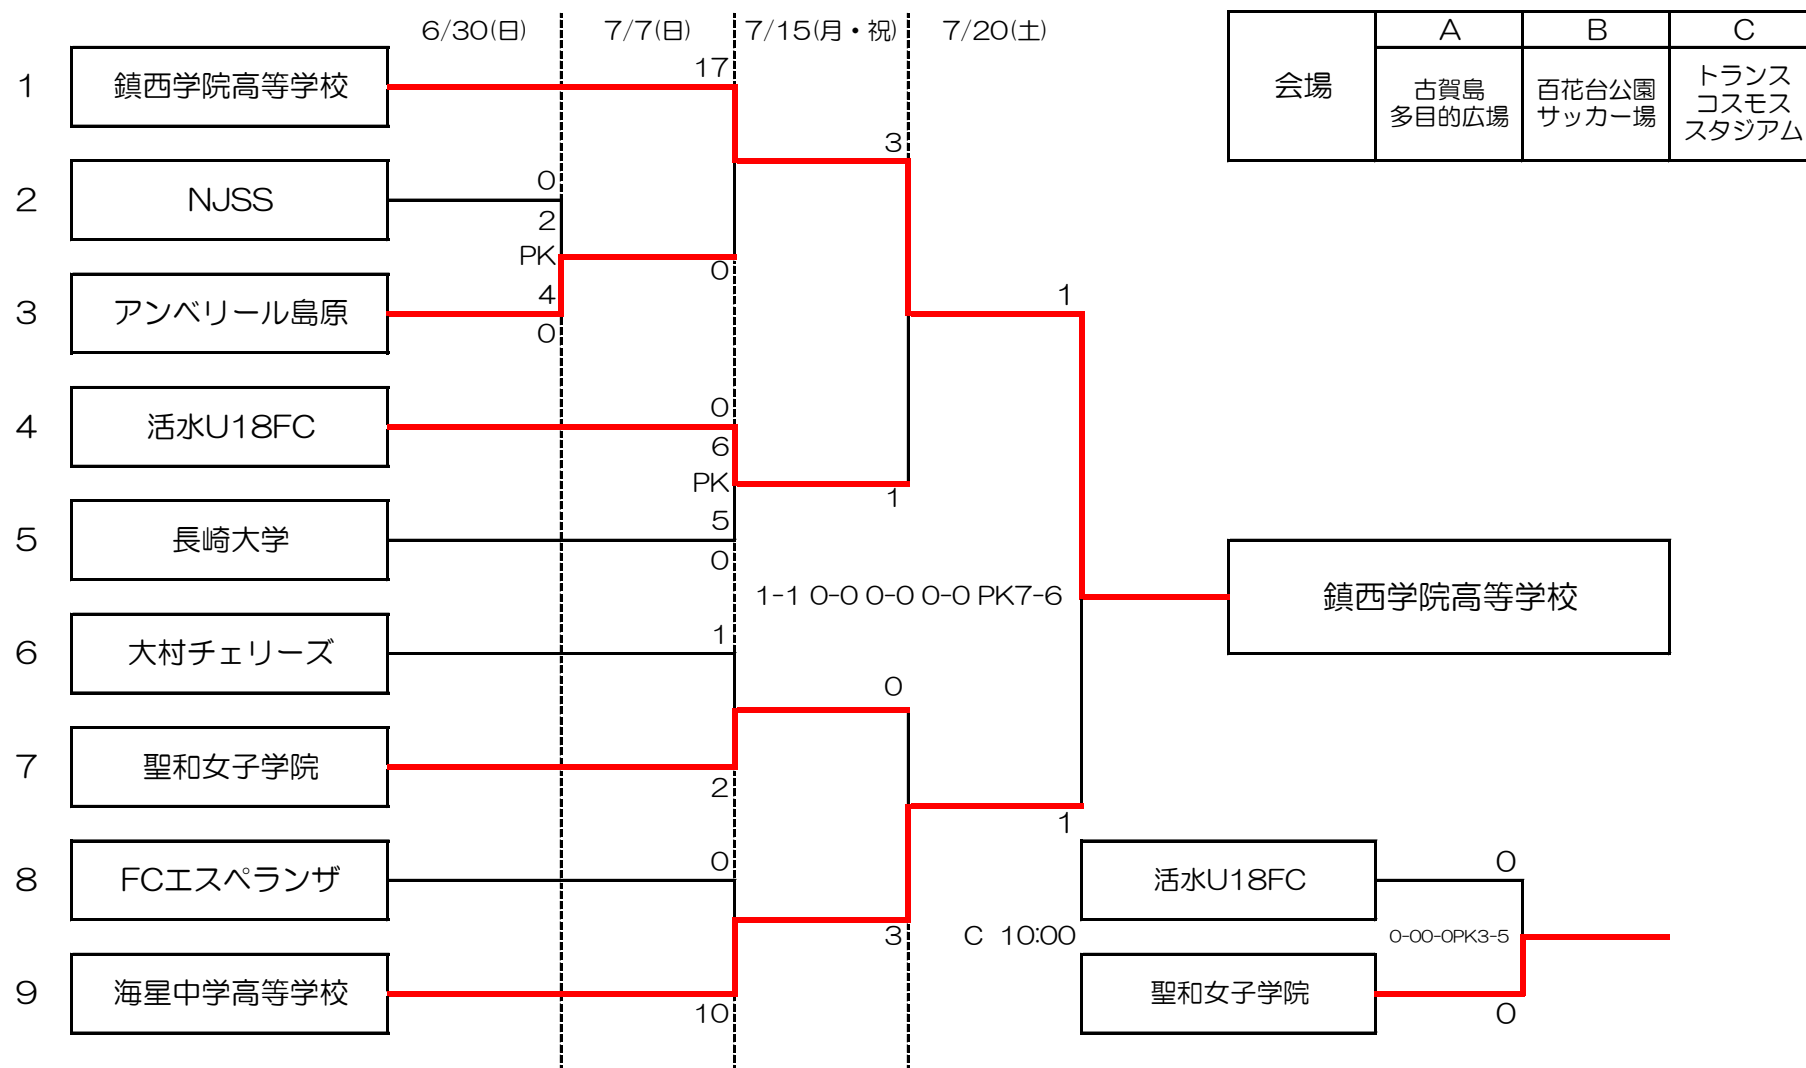 6/30(日) 7/7(日) 7/15(月・祝) 7/20(土)
会場 A B C
古賀島
多目的広場
百花台公園
サッカー場
トランス
コスモス
スタジアム
1 鎮西学院高等学校 17
3
2 NJSS 0
2
PK
0
3 アンベリール島原 4
0
1
4 活水U18FC 0
6
PK
1
5 長崎大学 5
0
1-1 0-0 0-0 0-0 PK7-6
鎮西学院高等学校
6 大村チェリーズ 1
0
7 聖和女子学院
2
1
8 FCエスペランザ 0
3
9 海星中学高等学校
10
C 10:00
活水U18FC 0
0-00-0PK3-5
聖和女子学院
0